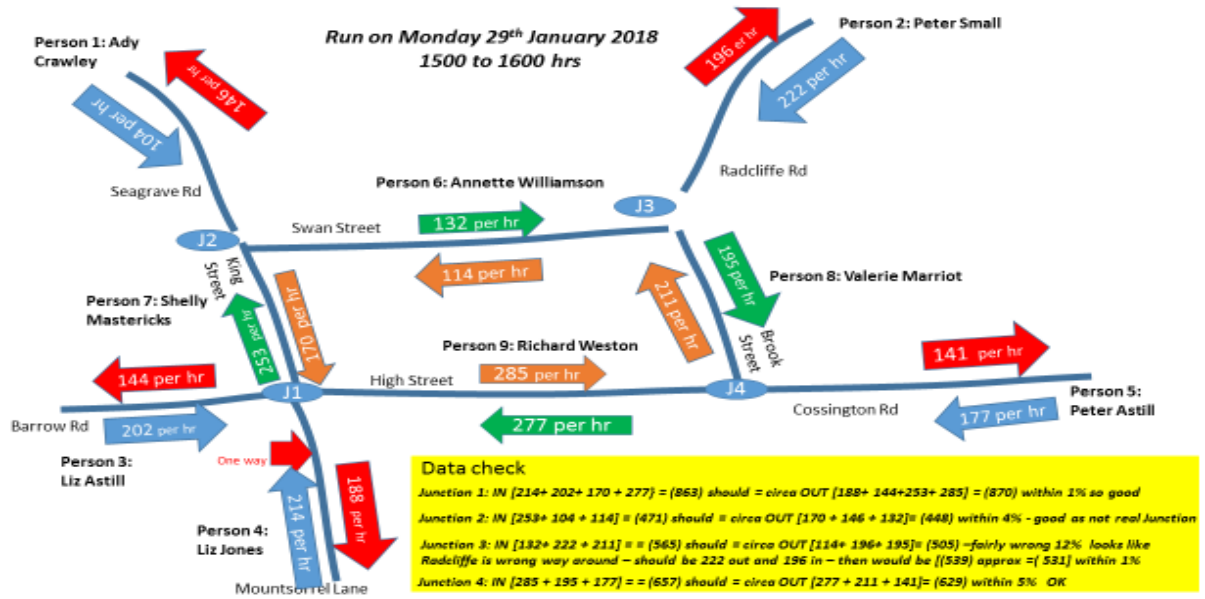 Run on Monday 29th January 2018
1500 to 1600 hrs
Person 1: Ady
Crawley
146 per hr
104 per hr
Seagrave Rd
Person 2: Peter Small
196 er hr
222 per hr
Radcliffe Rd
Person 6: Annette Williamson
J3
J2
Swan Street
132 per hr
114 per hr
195 per hr
Person 8: Valerie Marriot
211 per hr
Brook
Street
King
Street
Person 7: Shelly
Mastericks
253 per hr
170 per hr
Person 9: Richard Weston
285 per hr
High Street
277 per hr
J1
J4
144 per hr
Barrow Rd
202 per hr
Person 3:
Liz Astill
141 per hr
Cossington Rd
177 per hr
Person 5:
Peter Astill
One way
188 per hr
214 per hr
Person 4:
Liz Jones
Mountsorrel Lane
Data check
Junction 1: IN [214+ 202+ 170 + 277} = (863) should = circa OUT [188+ 144+253+ 285] = (870) within 1% so good
Junction 2: IN [253+ 104 + 114] = (471) should = circa OUT [170 + 146 + 132]= (448) within 4% - good as not real Junction
Junction 3: IN [132+ 222 + 211] = = (565) should = circa OUT [114+ 196+ 195]= (505) –fairly wrong 12% looks like
Radcliffe is wrong way around – should be 222 out and 196 in – then would be [(539) approx =( 531] within 1%
Junction 4: IN [285 + 195 + 177] = = (657) should = circa OUT [277 + 211 + 141]= (629) within 5% OK